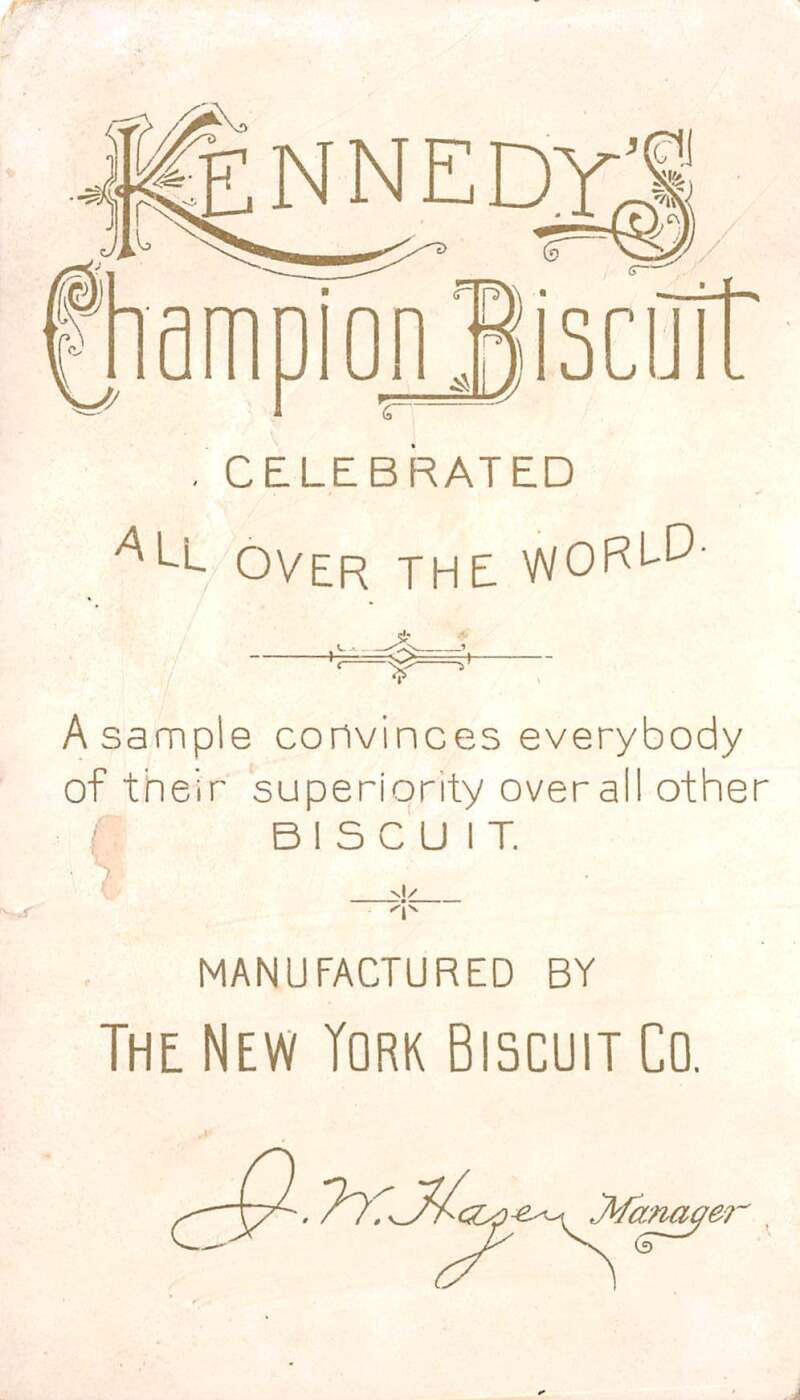 KENNEDY'S
Champion Biscuit
CELEBRATED
ALL OVER THE WORLD.
A sample convinces everybody
of their superiority over all other
BISCUIT.
MANUFACTURED BY
THE NEW YORK BISCUIT CO.
J. W. Hazen Manager